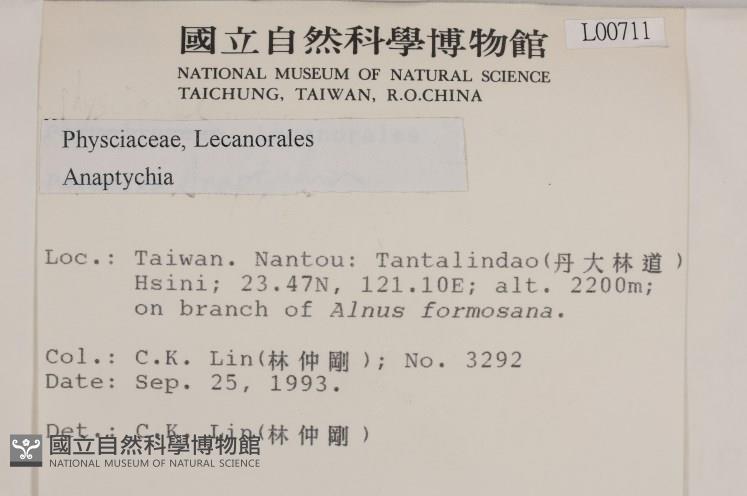 國立自然科學博物館
L00711
NATIONAL MUSEUM OF NATURAL SCIENCE
TAICHUNG, TAIWAN, R.O.CHINA
Physciaceae, Lecanorales
Anaptychia
Loc.: Taiwan. Nantou: Tantalindao(丹大林道)
Hsini; 23.47N, 121.10E; alt. 2200m;
on branch of Alnus formosana.
Col.: C.K. Lin(林仲剛); No. 3292
Date: Sep. 25, 1993.
Det.: C.K. Lin(林仲剛)
國立自然科學博物館
NATIONAL MUSEUM OF NATURAL SCIENCE